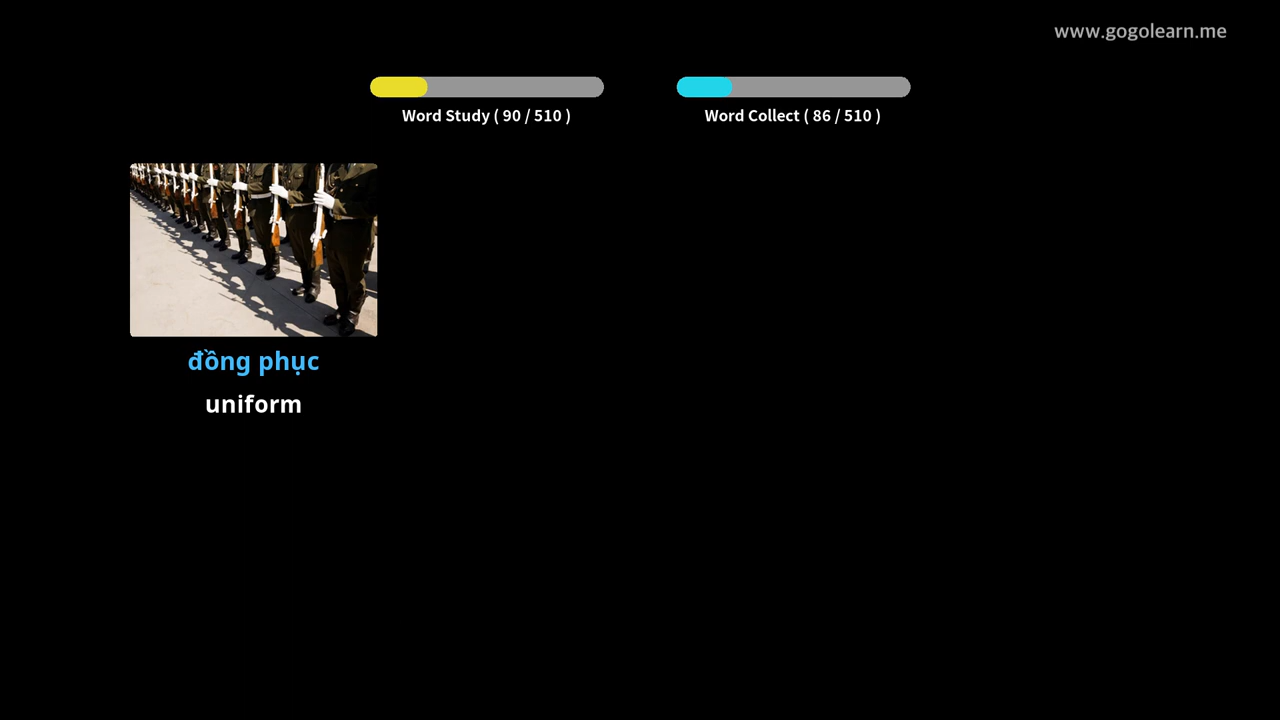 www.gogolearn.me
Word Study ( 90 / 510 )
Word Collect ( 86 / 510 )
đồng phục
uniform